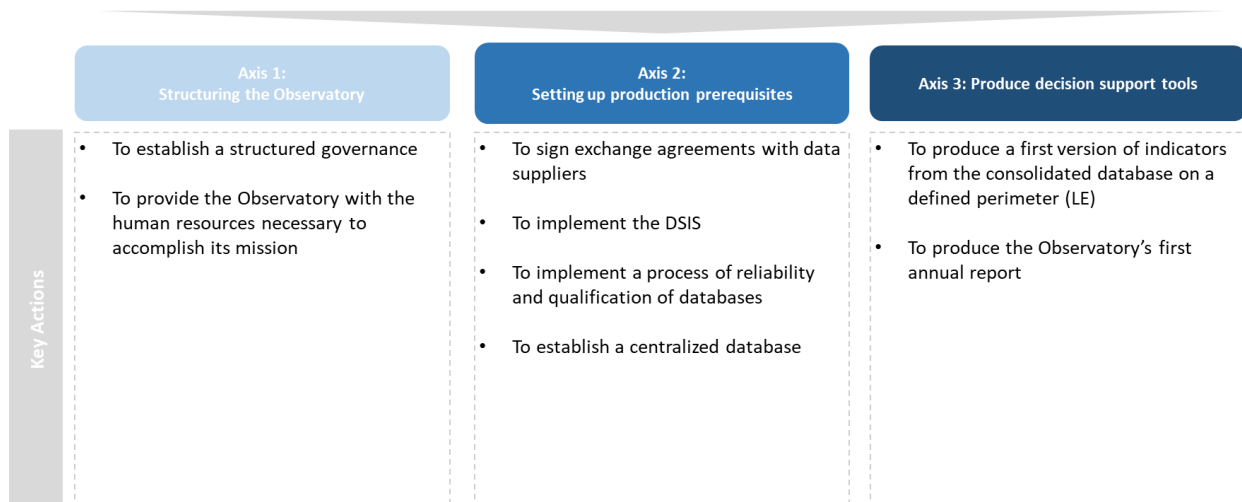 Axis 1:
Structuring the Observatory
Axis 2:
Setting up production prerequisites
Axis 3: Produce decision support tools
Key Actions
• To establish a structured governance
• To provide the Observatory with the
human resources necessary to
accomplish its mission
• To sign exchange agreements with data
suppliers
• To implement the DSIS
• To implement a process of reliability
and qualification of databases
• To establish a centralized database
• To produce a first version of indicators
from the consolidated database on a
defined perimeter (LE)
• To produce the Observatory’s first
annual report